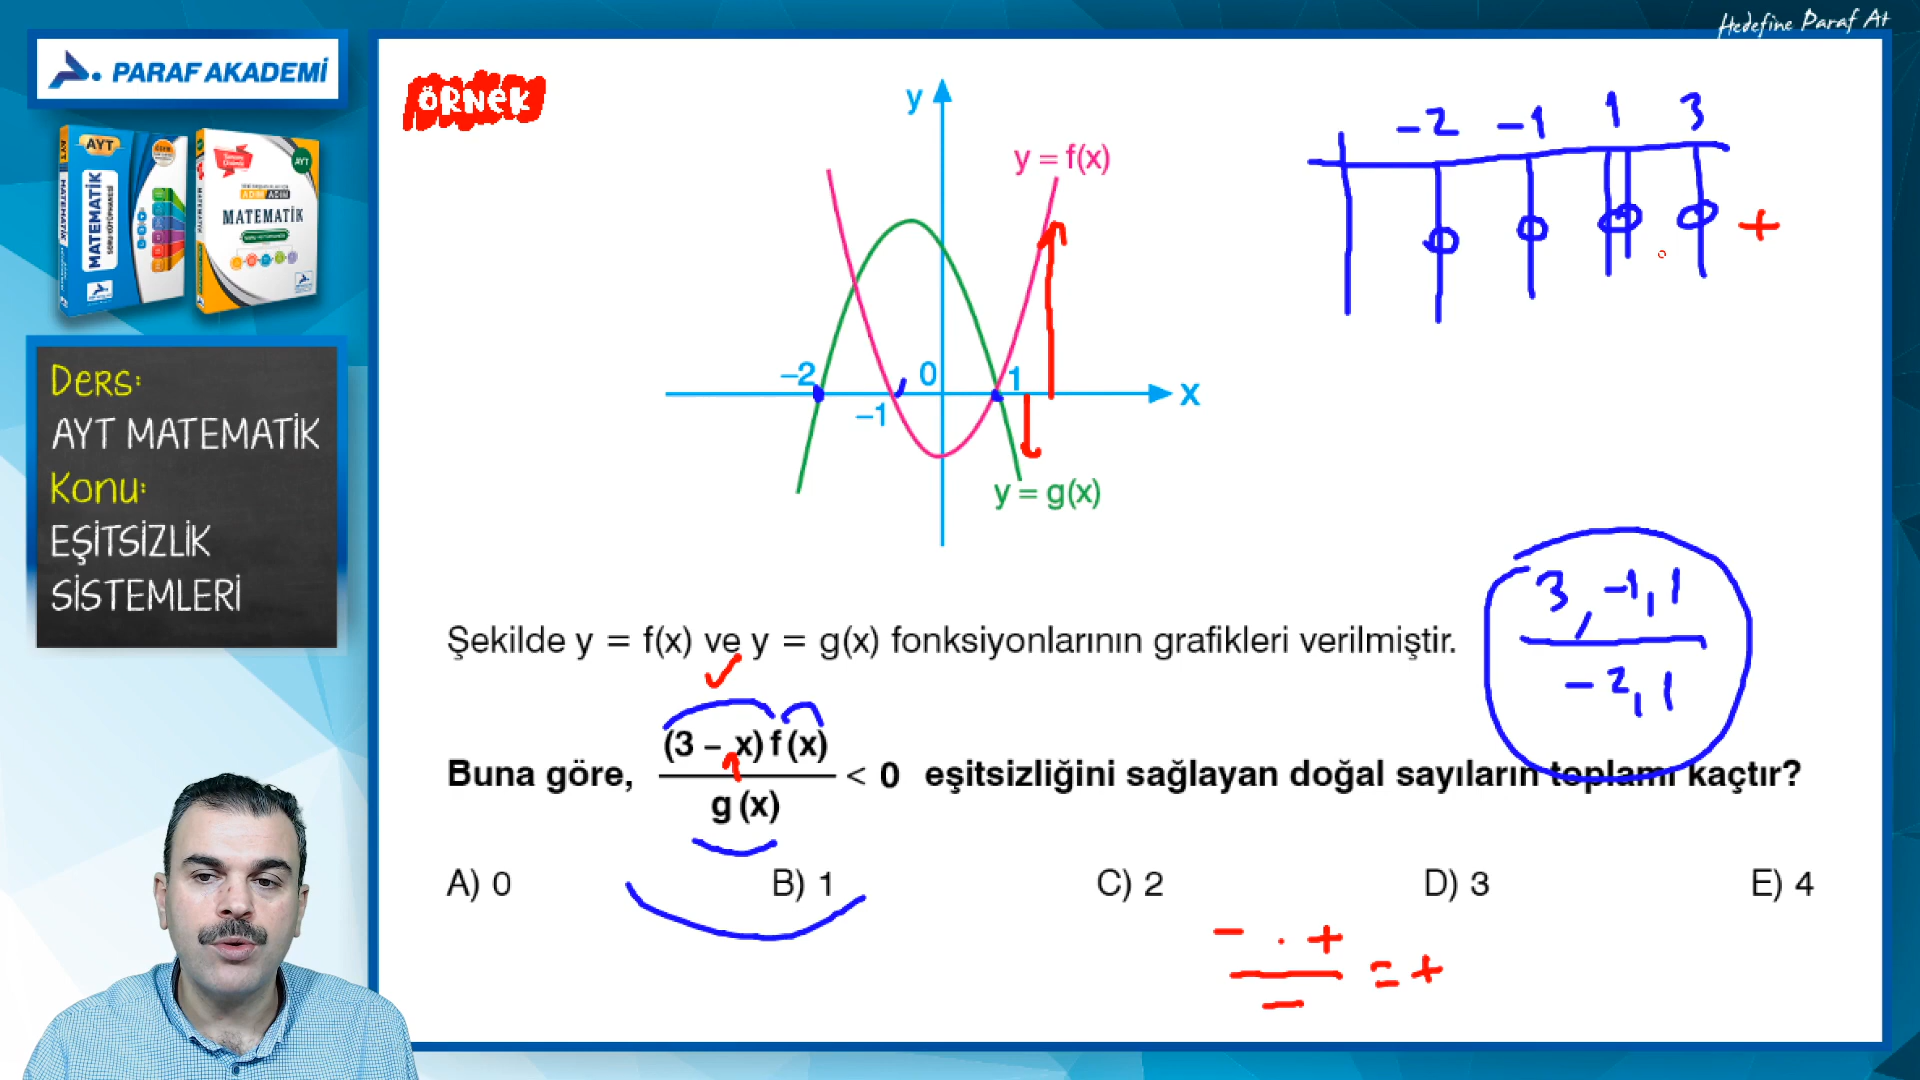 Hedefine Paraf At
PARAF AKADEMİ
ÖRNEK
AYT
MATEMATİK
AYT
MATEMATİK
Ders:
AYT MATEMATİK
Konu:
EŞİTSİZLİK
SİSTEMLERİ
y
y = f(x)
-2
-1
0
1
x
y = g(x)
-2 -1 1 3
+
3, -1, 1
-2, 1
Şekilde y = f(x) ve y = g(x) fonksiyonlarının grafikleri verilmiştir.
Buna göre, (3 – x) f (x) / g (x) < 0 eşitsizliğini sağlayan doğal sayıların toplamı kaçtır?
A) 0 B) 1 C) 2 D) 3 E) 4
- . +
= +
-